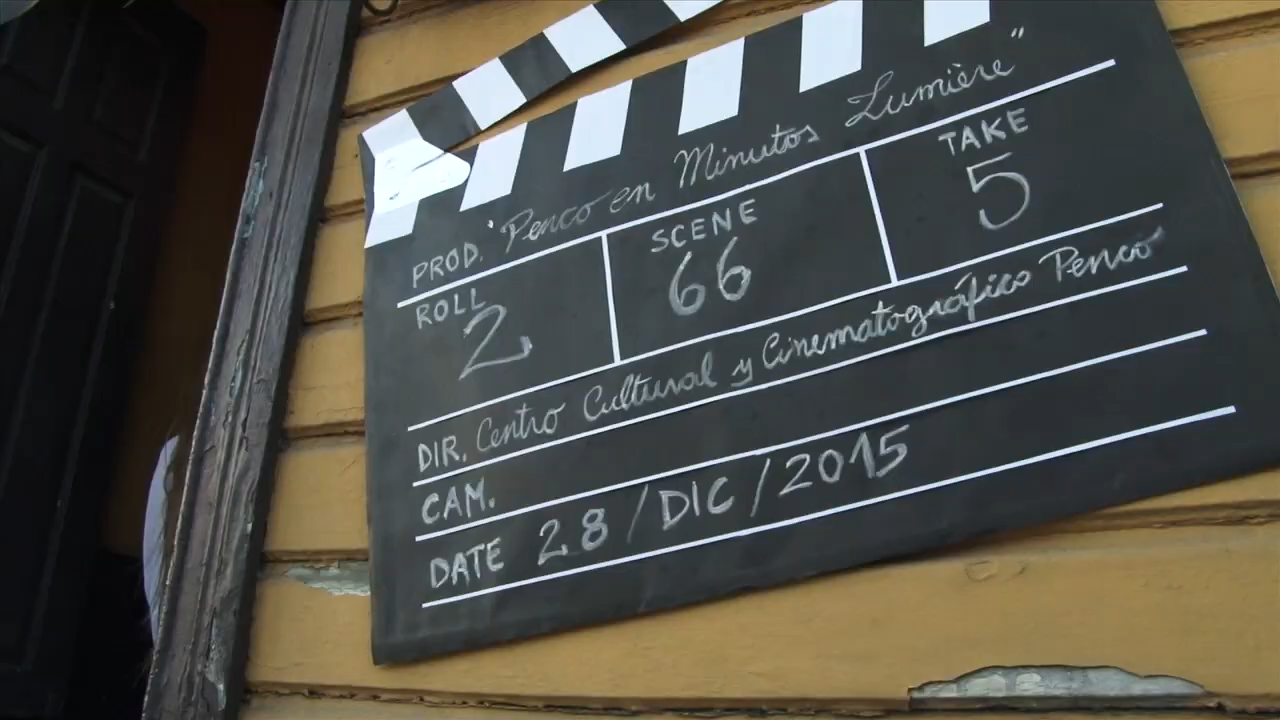 PROD. "Penco en Minutos Lumière"
ROLL 2 SCENE 66 TAKE 5
DIR. Centro Cultural y Cinematográfico Penco
CAM.
DATE 28/DIC/2015